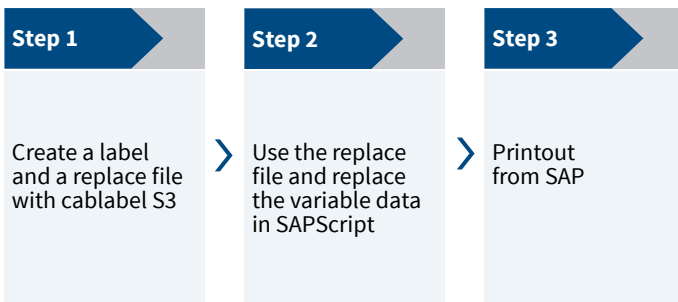 Step 1
Create a label
and a replace file
with cablabel S3
Step 2
Use the replace
file and replace
the variable data
in SAPScript
Step 3
Printout
from SAP